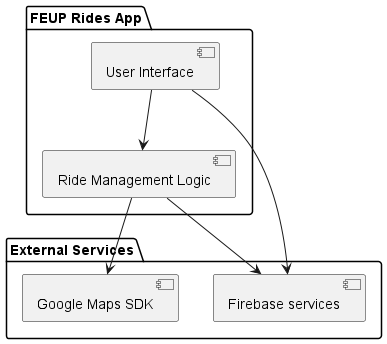 FEUP Rides App
User Interface
Ride Management Logic
External Services
Google Maps SDK
Firebase services